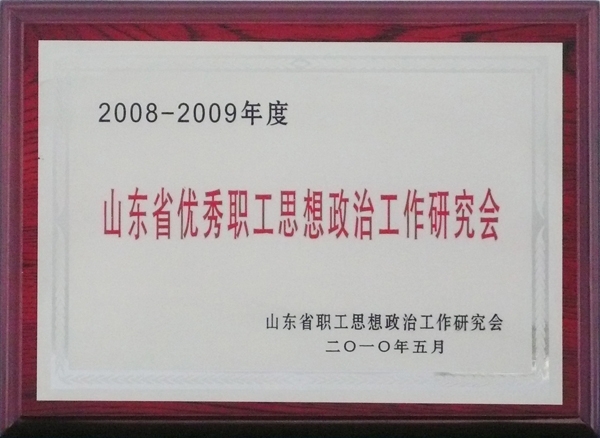 2008-2009年度
山东省优秀职工思想政治工作研究会
山东省职工思想政治工作研究会
二〇一〇年五月